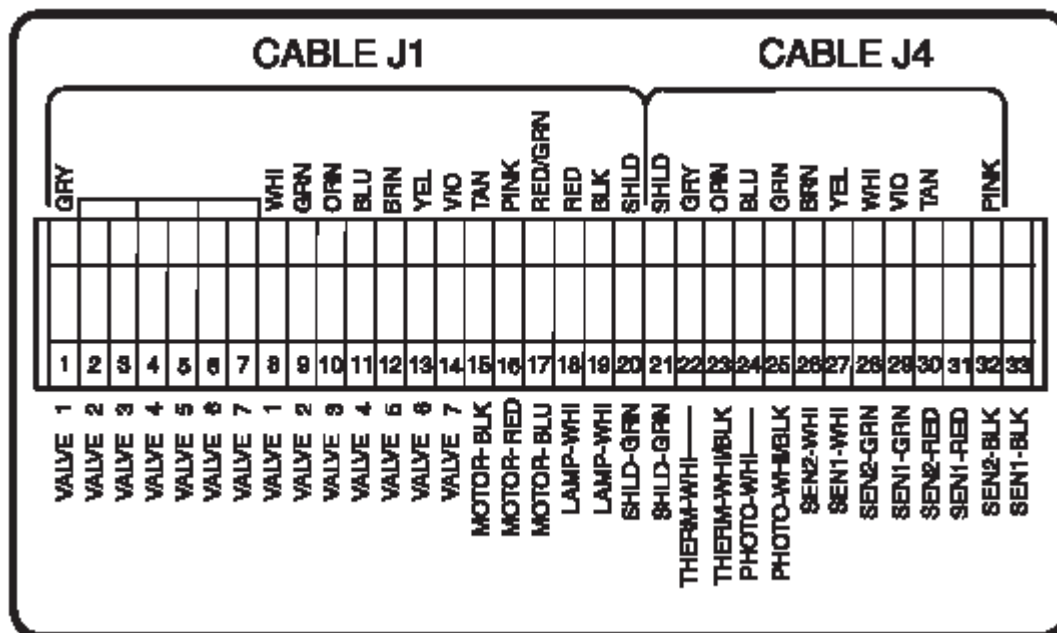 CABLE J1 CABLE J4
GRY
WHI
GRN
ORN
BLU
BRN
YEL
VIO
TAN
PINK
RED/GRN
RED
BLK
SHLD
SHLD
GRY
ORN
BLU
GRN
BRN
YEL
WHI
VIO
TAN
PINK
1 2 3 4 5 6 7 8 9 10 11 12 13 14 15 16 17 18 19 20 21 22 23 24 25 26 27 28 29 30 31 32 33
VALVE 1
VALVE 2
VALVE 3
VALVE 4
VALVE 5
VALVE 6
VALVE 7
VALVE 1
VALVE 2
VALVE 3
VALVE 4
VALVE 5
VALVE 6
VALVE 7
MOTOR-BLK
MOTOR-RED
MOTOR-BLU
LAMP-WHI
LAMP-WHI
SHLD-GRN
SHLD-GRN
THERM-WHI
THERM-WHI/BLK
PHOTO-WHI
PHOTO-WHI/BLK
SEN2-WHI
SEN1-WHI
SEN2-GRN
SEN1-GRN
SEN2-RED
SEN1-RED
SEN2-BLK
SEN1-BLK